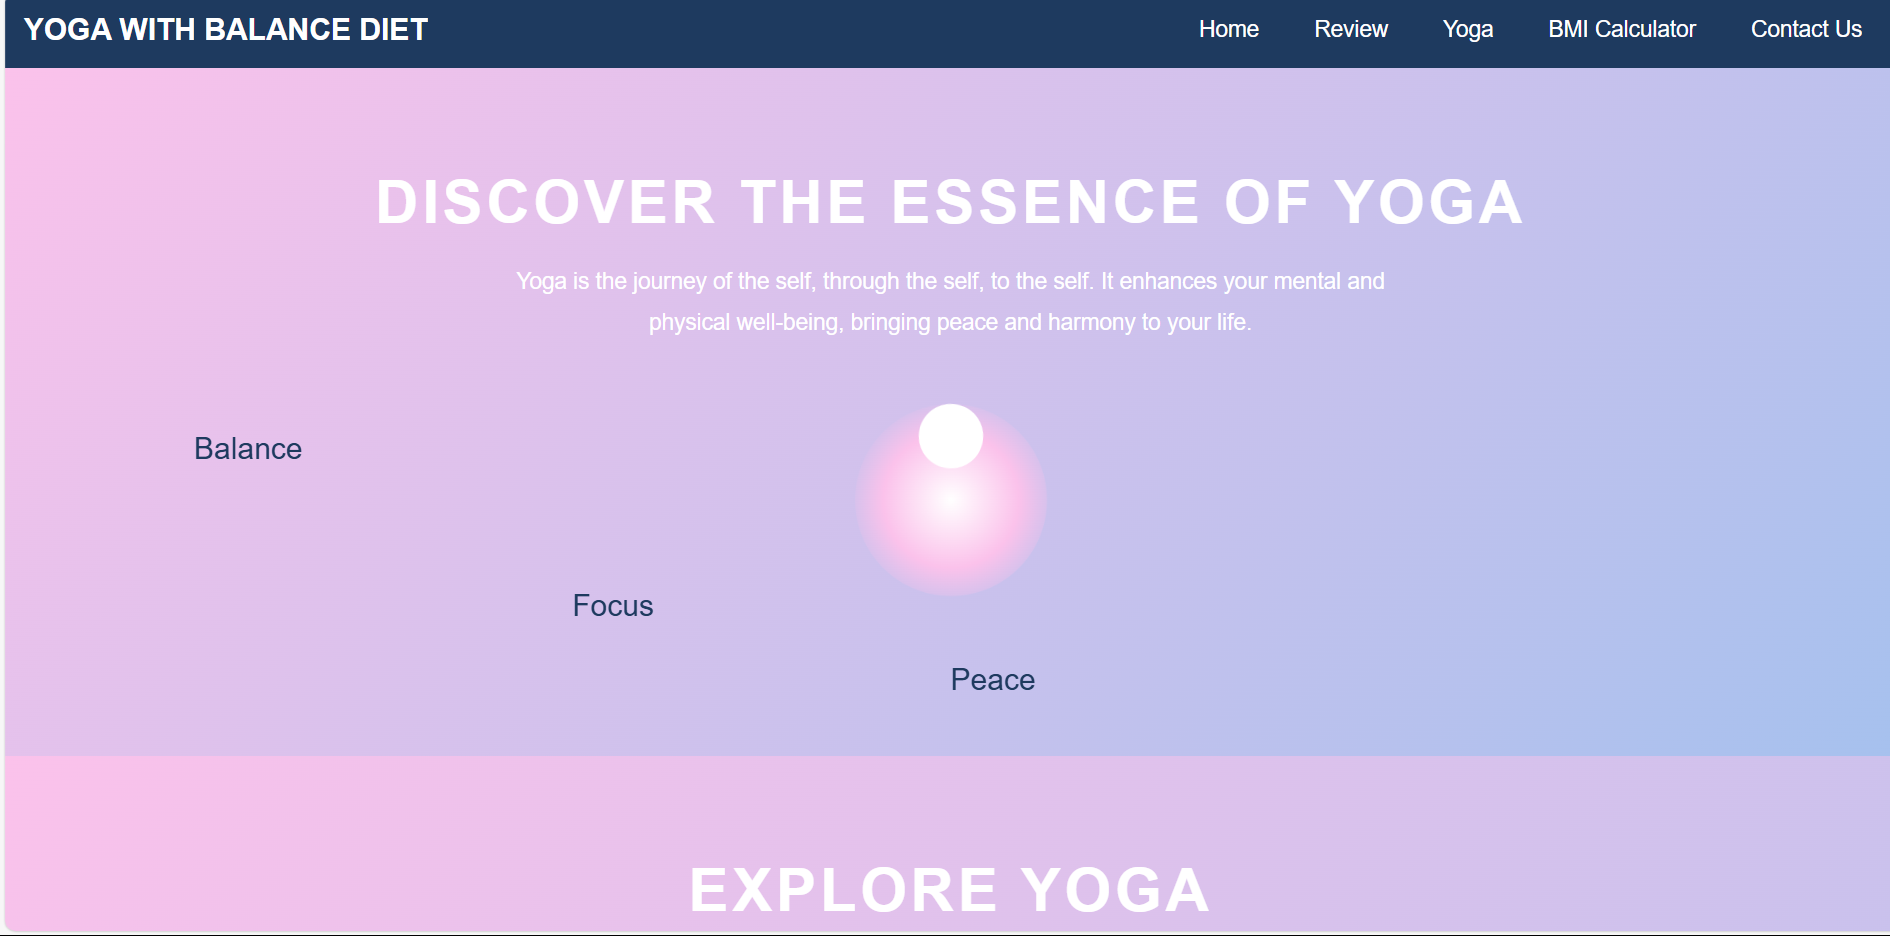 YOGA WITH BALANCE DIET
Home Review Yoga BMI Calculator Contact Us
DISCOVER THE ESSENCE OF YOGA
Yoga is the journey of the self, through the self, to the self. It enhances your mental and
physical well-being, bringing peace and harmony to your life.
Balance
Focus
Peace
EXPLORE YOGA